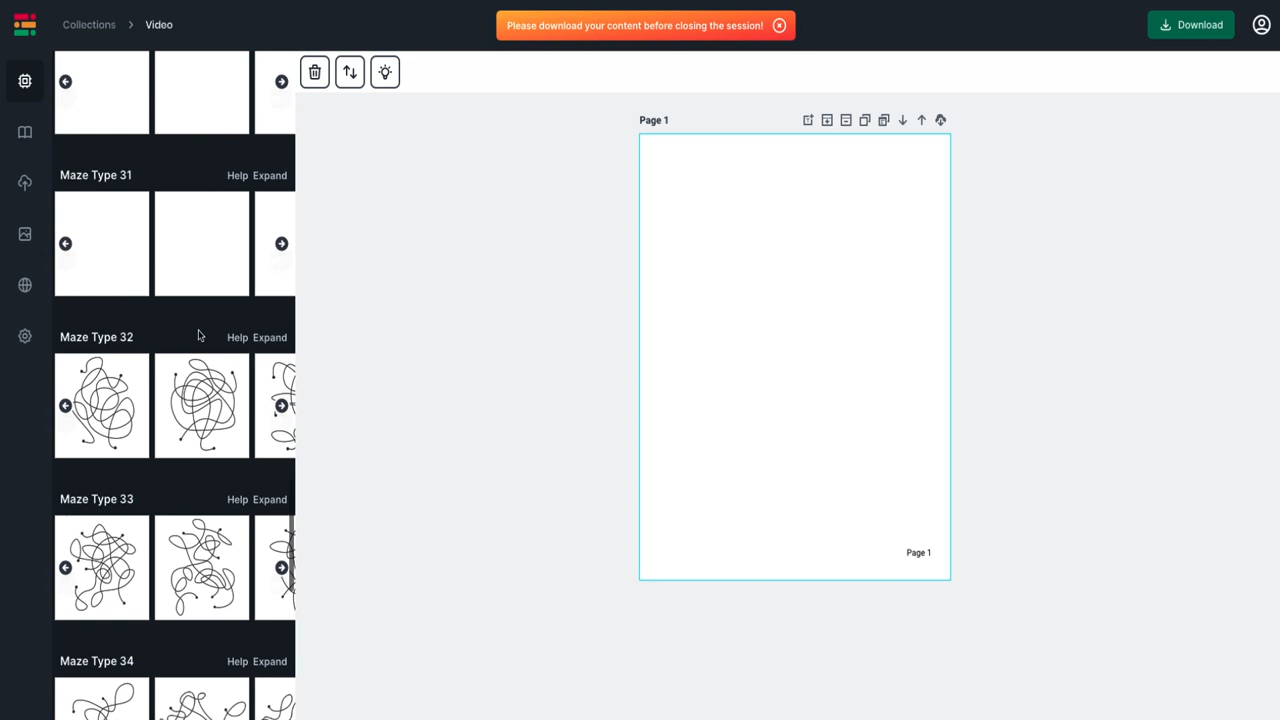 Collections > Video
Please download your content before closing the session!
Download
Maze Type 31 Help Expand
Maze Type 32 Help Expand
Maze Type 33 Help Expand
Maze Type 34 Help Expand
Page 1
Page 1